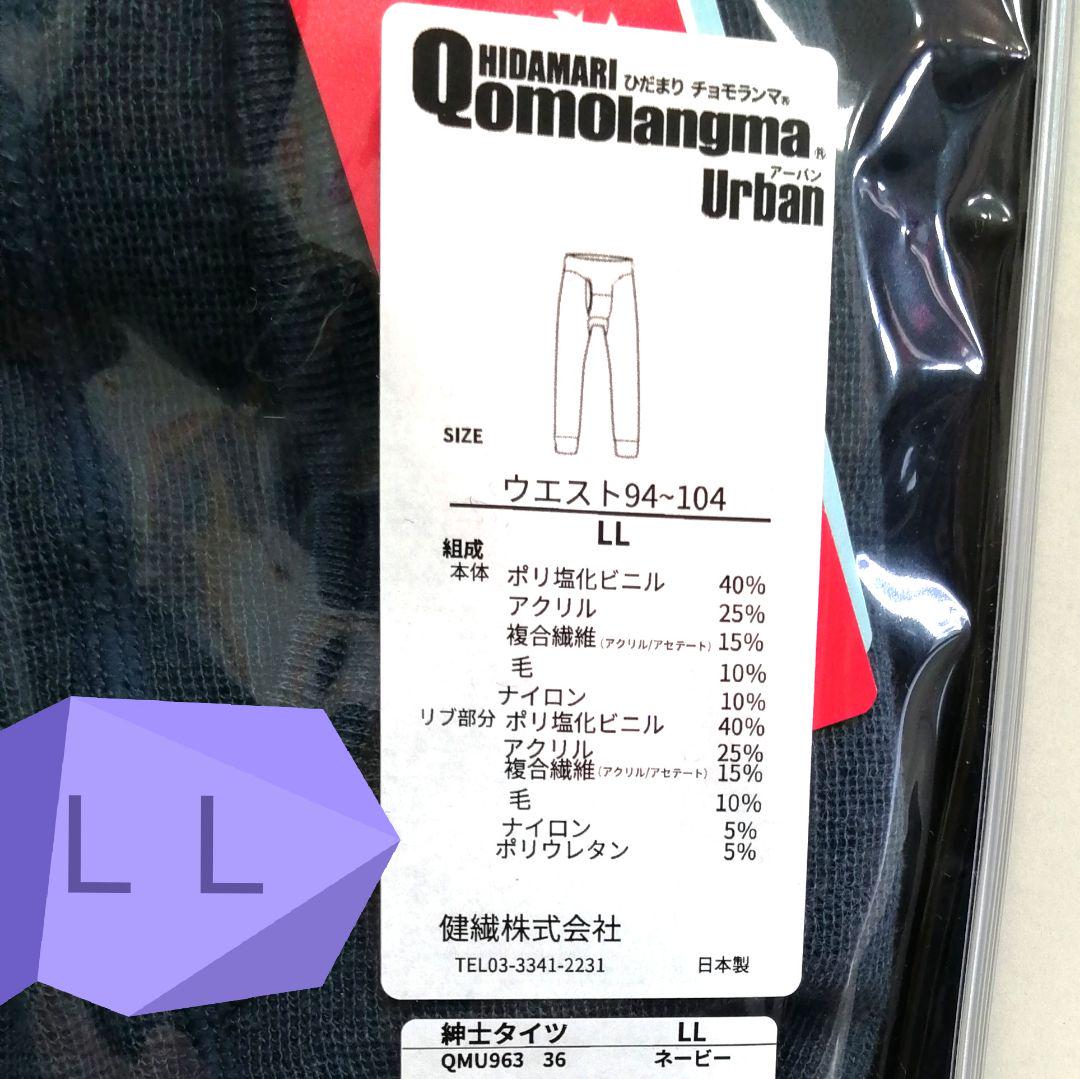 HIDAMARI ひだまり チョモランマ®
Qomolangma®
アーバン
Urban
SIZE
ウエスト94~104
LL
組成
本体 ポリ塩化ビニル 40%
アクリル 25%
複合繊維(アクリル/アセテート) 15%
毛 10%
ナイロン 10%
リブ部分 ポリ塩化ビニル 40%
アクリル 25%
複合繊維(アクリル/アセテート) 15%
毛 10%
ナイロン 5%
ポリウレタン 5%
健繊株式会社
TEL03-3341-2231 日本製
紳士タイツ LL
QMU963 36 ネービー
LL